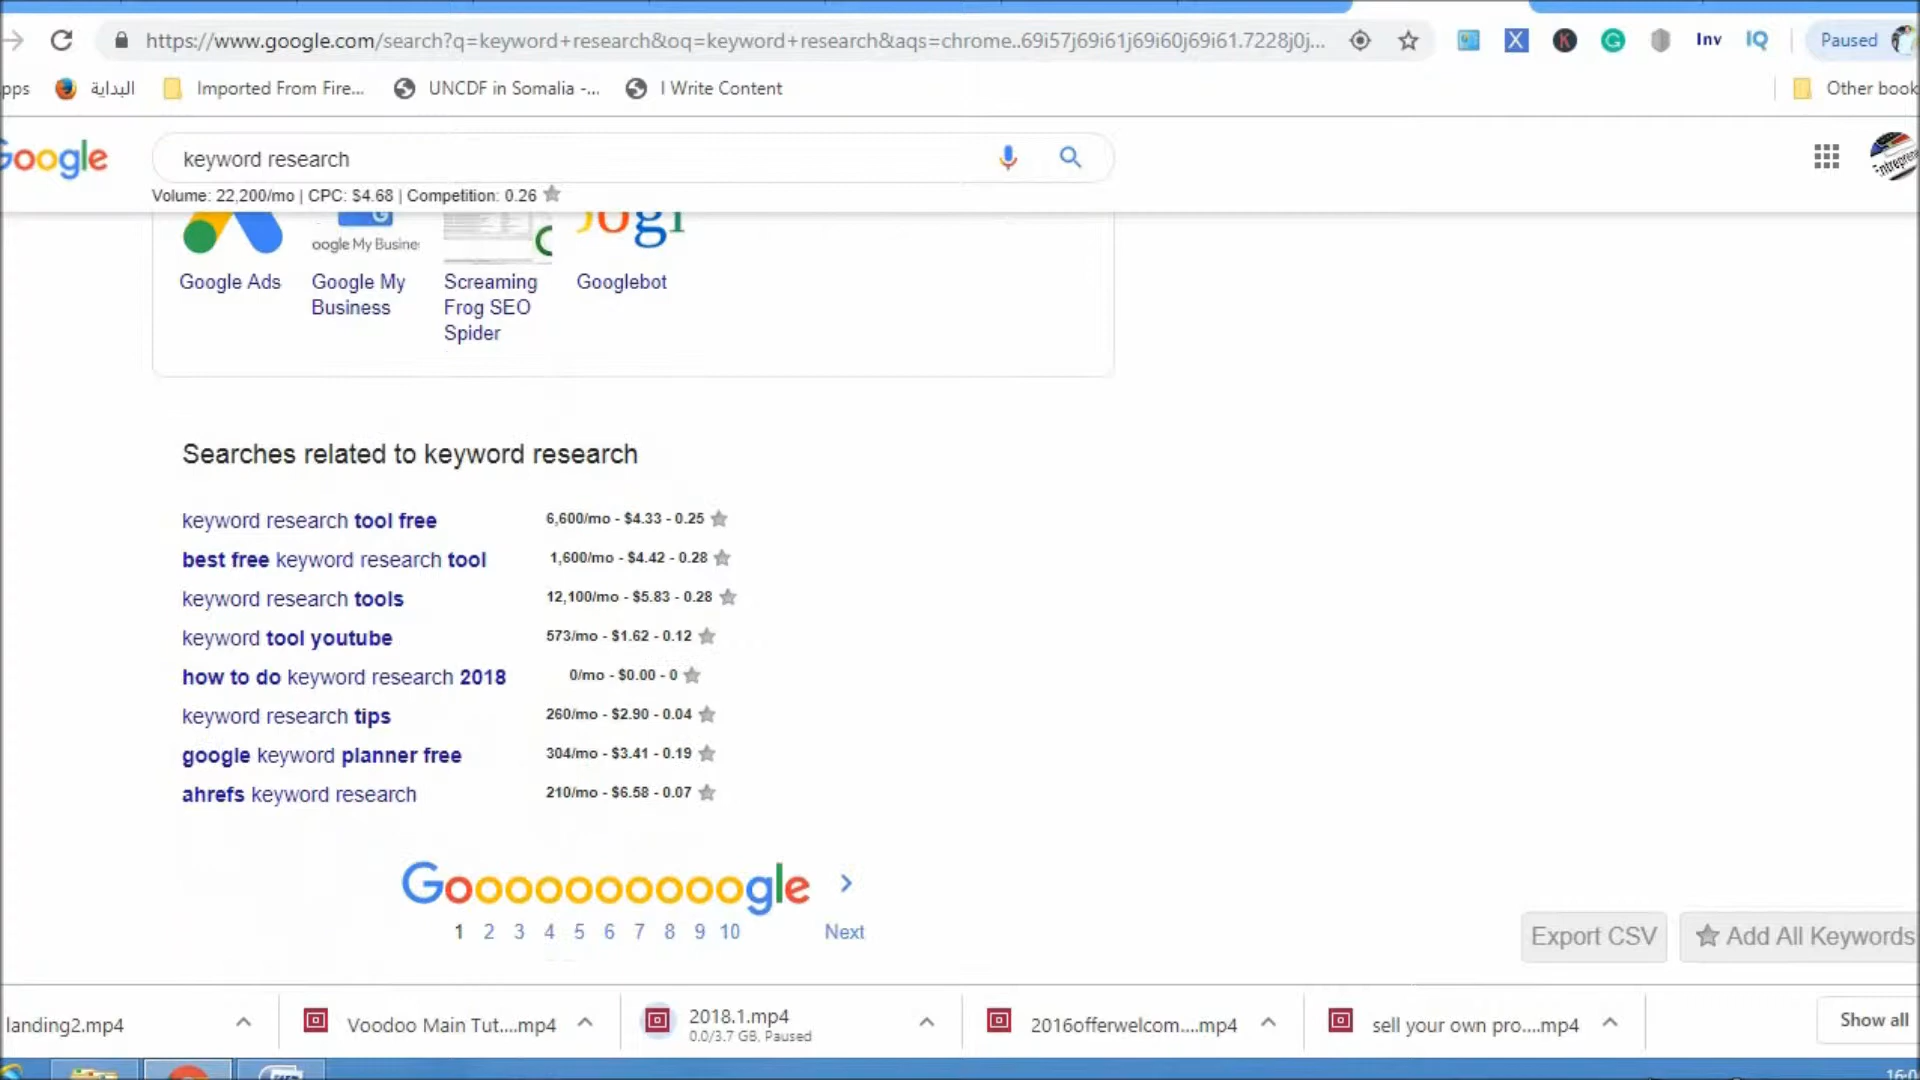 https://www.google.com/search?q=keyword+research&oq=keyword+research&aqs=chrome..69i57j69i61j69i60j69i61.7228j0j...
X
K
G
Inv
IQ
Paused
pps
البداية
Imported From Fire...
UNCDF in Somalia -...
I Write Content
Other book
Google
keyword research
Volume: 22,200/mo | CPC: $4.68 | Competition: 0.26
oogle My Busine
Google Ads
Google My Business
Screaming Frog SEO Spider
Googlebot
Searches related to keyword research
keyword research tool free 6,600/mo - $4.33 - 0.25
best free keyword research tool 1,600/mo - $4.42 - 0.28
keyword research tools 12,100/mo - $5.83 - 0.28
keyword tool youtube 573/mo - $1.62 - 0.12
how to do keyword research 2018 0/mo - $0.00 - 0
keyword research tips 260/mo - $2.90 - 0.04
google keyword planner free 304/mo - $3.41 - 0.19
ahrefs keyword research 210/mo - $6.58 - 0.07
Goooooooooogle
1 2 3 4 5 6 7 8 9 10 Next
Export CSV
Add All Keywords
landing2.mp4
Voodoo Main Tut....mp4
2018.1.mp4
0.0/3.7 GB, Paused
2016offerwelcom....mp4
sell your own pro....mp4
Show all